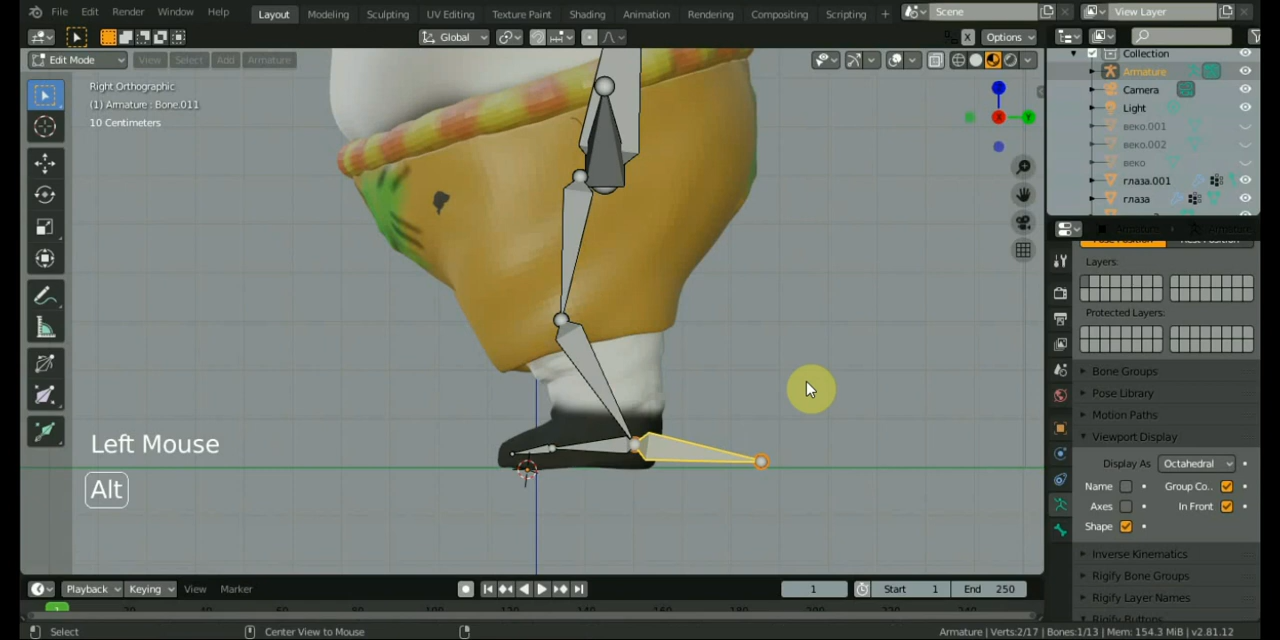 File Edit Render Window Help Layout Modeling Sculpting UV Editing Texture Paint Shading Animation Rendering Compositing Scripting + Scene View Layer
Global Options
Edit Mode View Select Add Armature
Right Orthographic
(1) Armature : Bone.011
10 Centimeters
Collection
Armature
Camera
Light
веко.001
веко.002
веко
глаза.001
глаза
Armature
Layers:
Protected Layers:
Bone Groups
Pose Library
Motion Paths
Viewport Display
Display As Octahedral
Name Group Co..
Axes In Front
Shape
Inverse Kinematics
Rigify Bone Groups
Rigify Layer Names
Rigify Buttons
Left Mouse
Alt
Playback Keying View Marker 1 Start 1 End 250
1
Select Center View to Mouse Armature | Verts:2/17 | Bones:1/13 | Mem: 154.3 MiB | v2.81.12